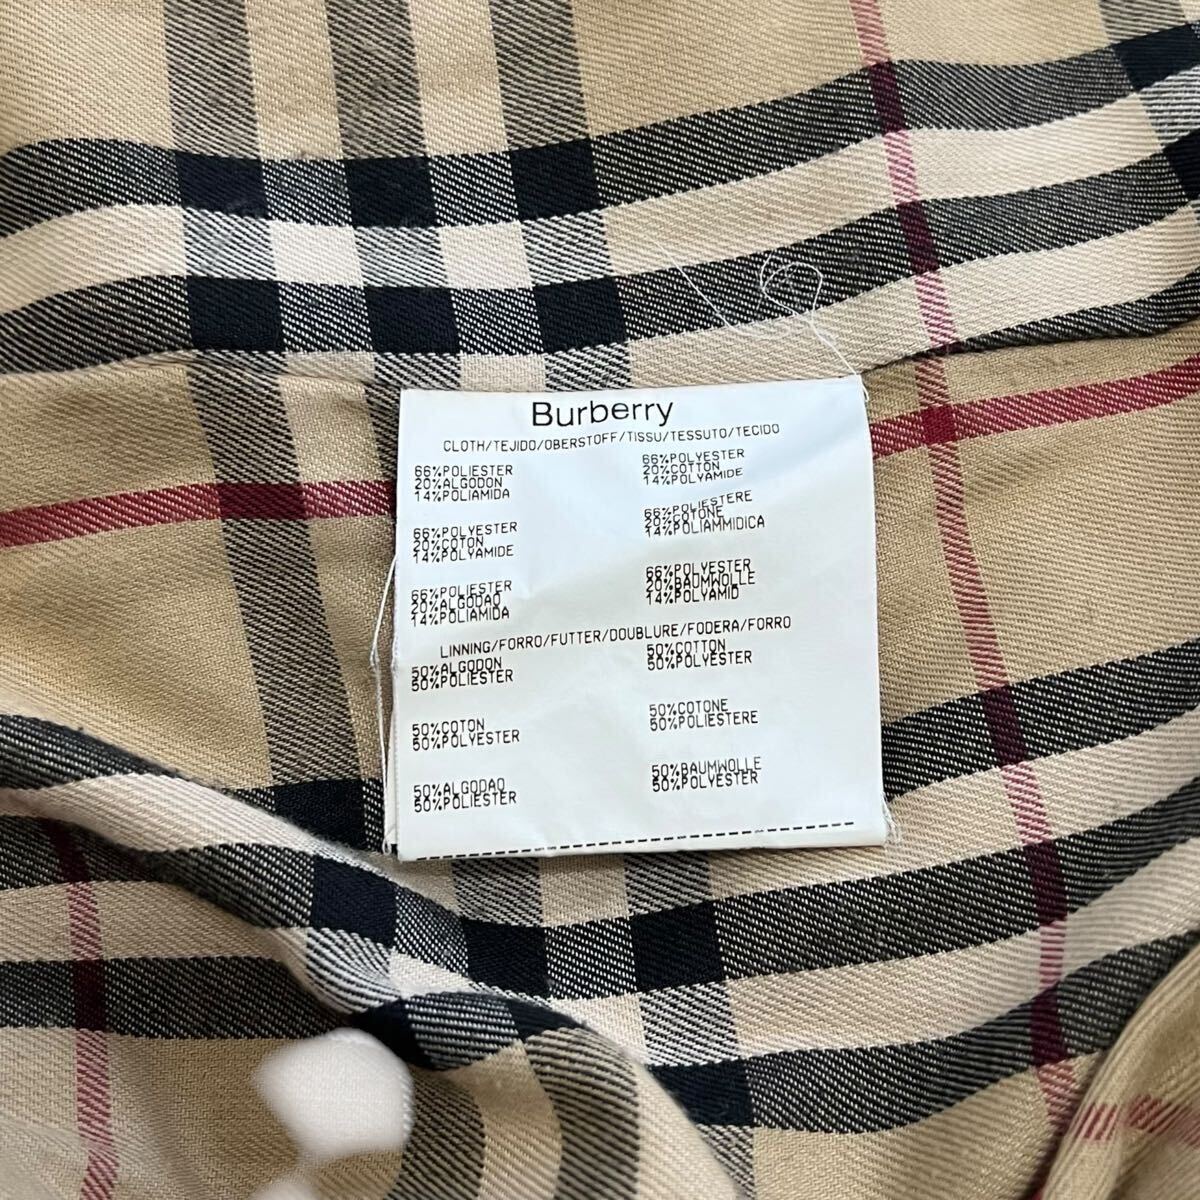 Burberry
CLOTH/TEJIDO/OBERSTOFF/TISSU/TESSUTO/TECIDO
66%POLIESTER
20%ALGODON
14%POLIAMIDA
66%POLYESTER
20%COTTON
14%POLYAMIDE
66%POLYESTER
20%COTON
14%POLYAMIDE
66%POLIESTERE
20%COTONE
14%POLIAMMIDICA
66%POLIESTER
20%ALGODAO
14%POLIAMIDA
66%POLYESTER
20%BAUMWOLLE
14%POLYAMID
LINNING/FORRO/FUTTER/DOUBLURE/FODERA/FORRO
50%ALGODON
50%POLIESTER
50%COTTON
50%POLYESTER
50%COTON
50%POLYESTER
50%COTONE
50%POLIESTERE
50%ALGODAO
50%POLIESTER
50%BAUMWOLLE
50%POLYESTER